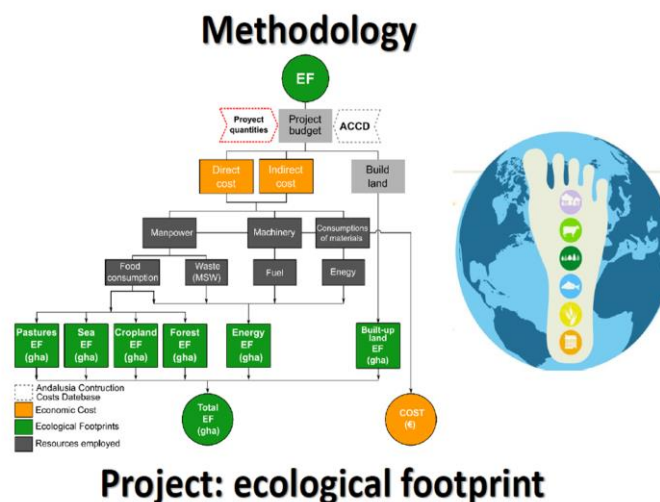 Methodology
EF
Proyect
quantities
Project
budget
ACCD
Direct
cost
Indirect
cost
Build
land
Manpower
Machinery
Consumptions
of materials
Food
consumption
Waste
(MSW)
Fuel
Enegy
Pastures
EF
(gha)
Sea
EF
(gha)
Cropland
EF
(gha)
Forest
EF
(gha)
Energy
EF
(gha)
Built-up
land
EF
(gha)
Andalusia Contruction
Costs Datebase
Economic Cost
Ecological Footprints
Resources employed
Total
EF
(gha)
COST
(€)
Project: ecological footprint